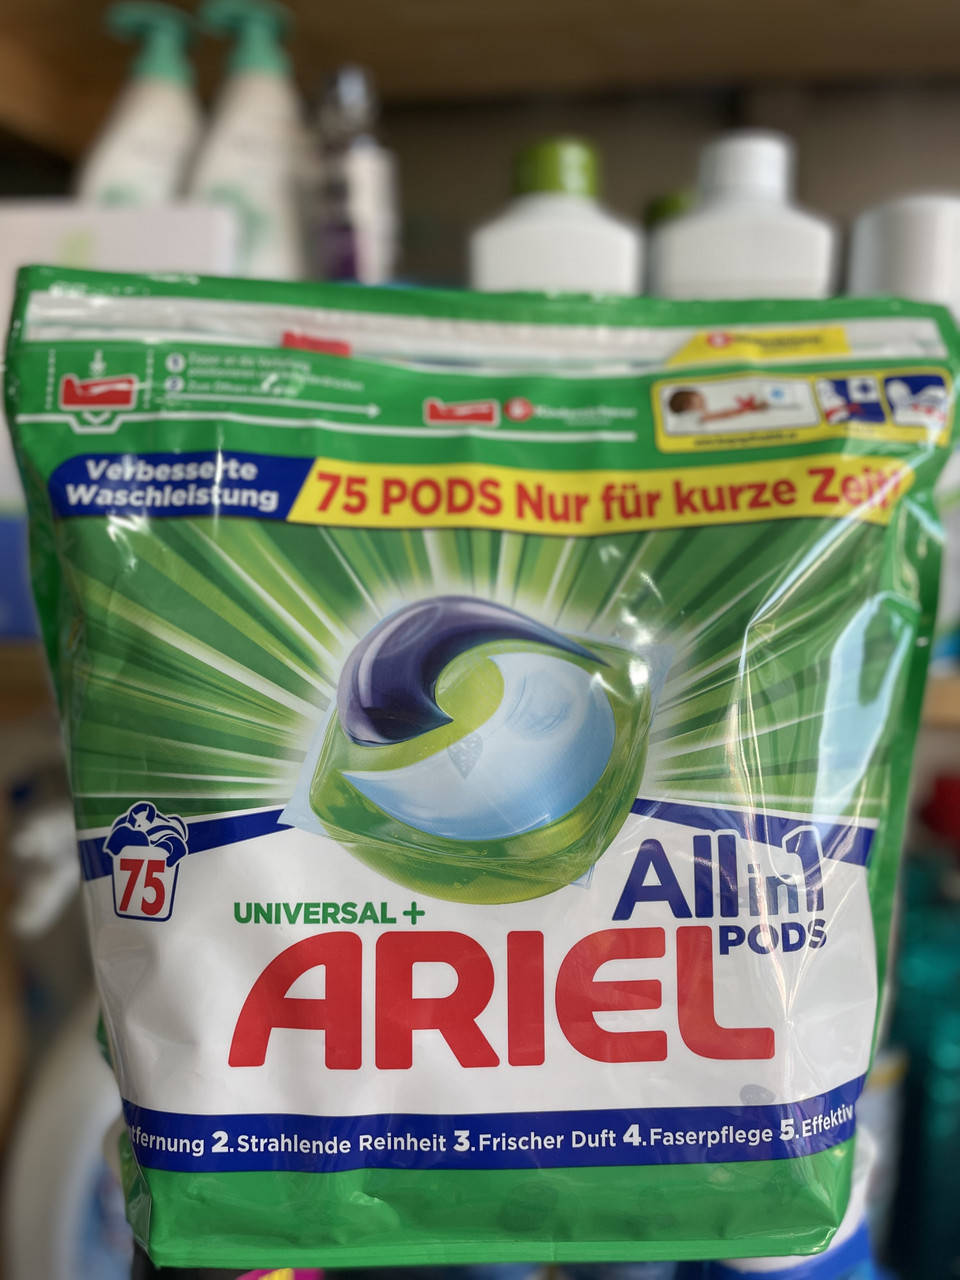 Verbesserte
Waschleistung
75 PODS Nur für kurze Zeit!
75
UNIVERSAL +
All in 1
PODS
ARIEL
tfernung 2.Strahlende Reinheit 3.Frischer Duft 4.Faserpflege 5.Effektiv